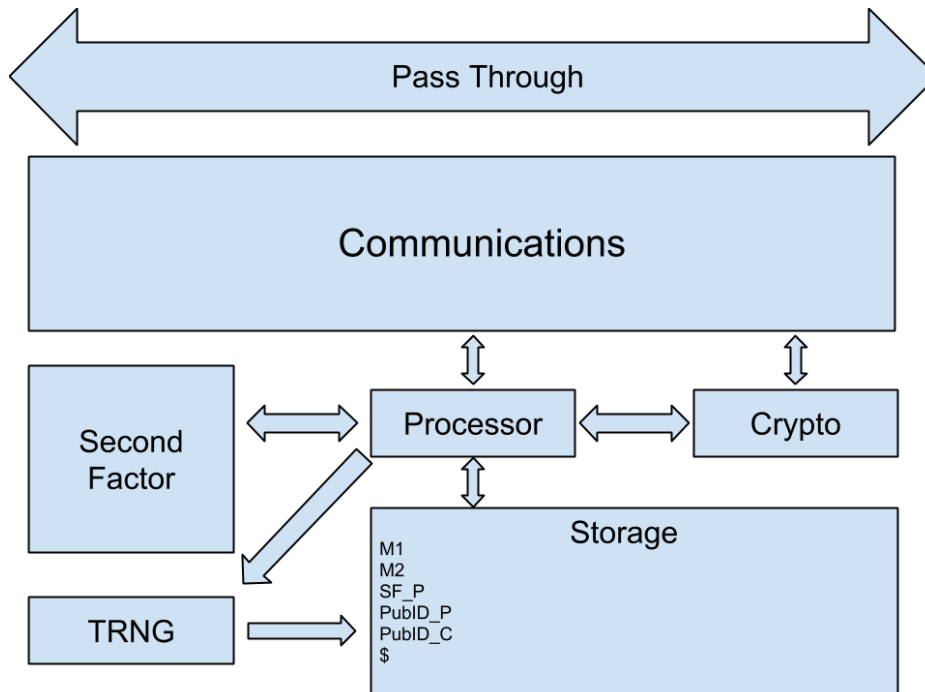 Pass Through
Communications
Second
Factor
Processor
Crypto
Storage
M1
M2
SF_P
PubID_P
PubID_C
$
TRNG